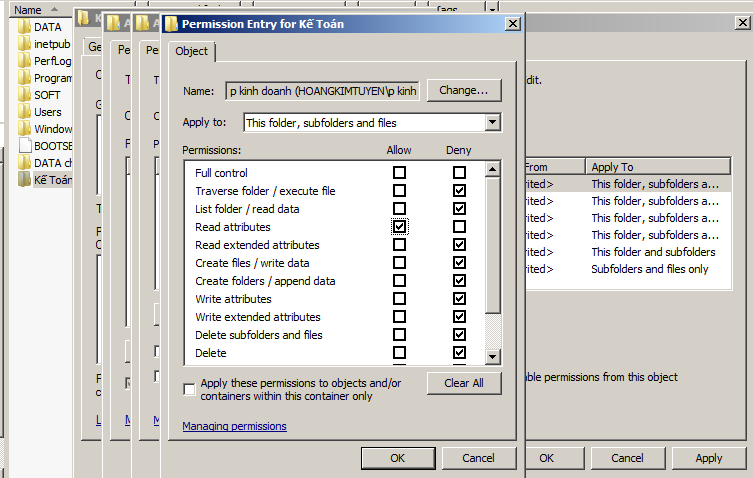 Name
DATA
inetpub
PerfLog
Program
SOFT
Users
Window
BOOTSE
DATA ch
Kế Toán
Tags
Permission Entry for Kế Toán
Object
Name:
p kinh doanh (HOANGKIMTUYEN\p kinh
Change...
Apply to:
This folder, subfolders and files
Permissions:
Allow
Deny
Full control
Traverse folder / execute file
List folder / read data
Read attributes
Read extended attributes
Create files / write data
Create folders / append data
Write attributes
Write extended attributes
Delete subfolders and files
Delete
Apply these permissions to objects and/or
containers within this container only
Clear All
Managing permissions
OK
Cancel
dit.
From
Apply To
rited>
This folder, subfolders a...
rited>
This folder, subfolders a...
rited>
This folder, subfolders a...
rited>
This folder and subfolders
rited>
Subfolders and files only
ble permissions from this object
OK
Cancel
Apply